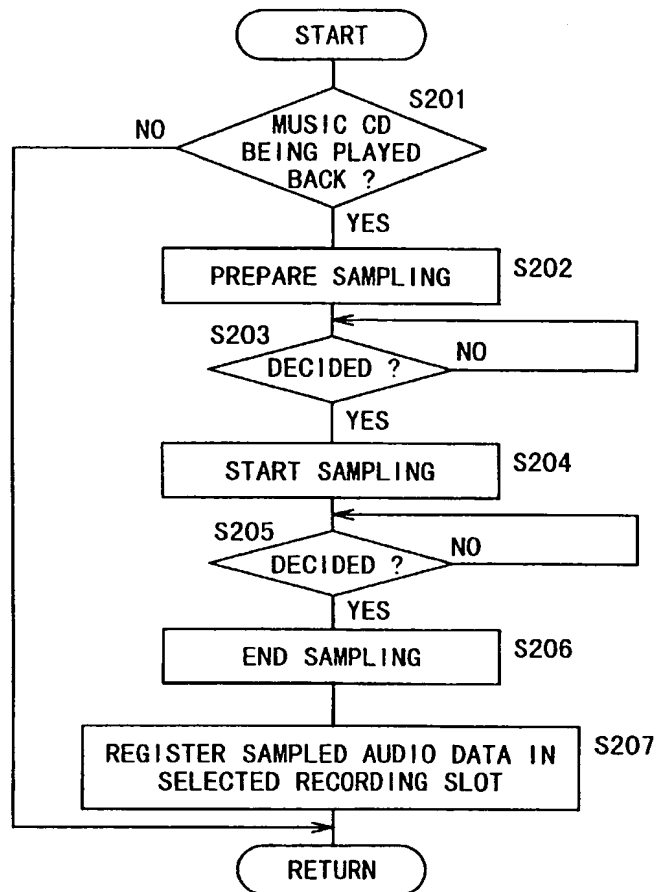 START
S201
NO
MUSIC CD
BEING PLAYED
BACK ?
YES
PREPARE SAMPLING
S202
S203
DECIDED ?
NO
YES
START SAMPLING
S204
S205
DECIDED ?
NO
YES
END SAMPLING
S206
REGISTER SAMPLED AUDIO DATA IN
SELECTED RECORDING SLOT
S207
RETURN